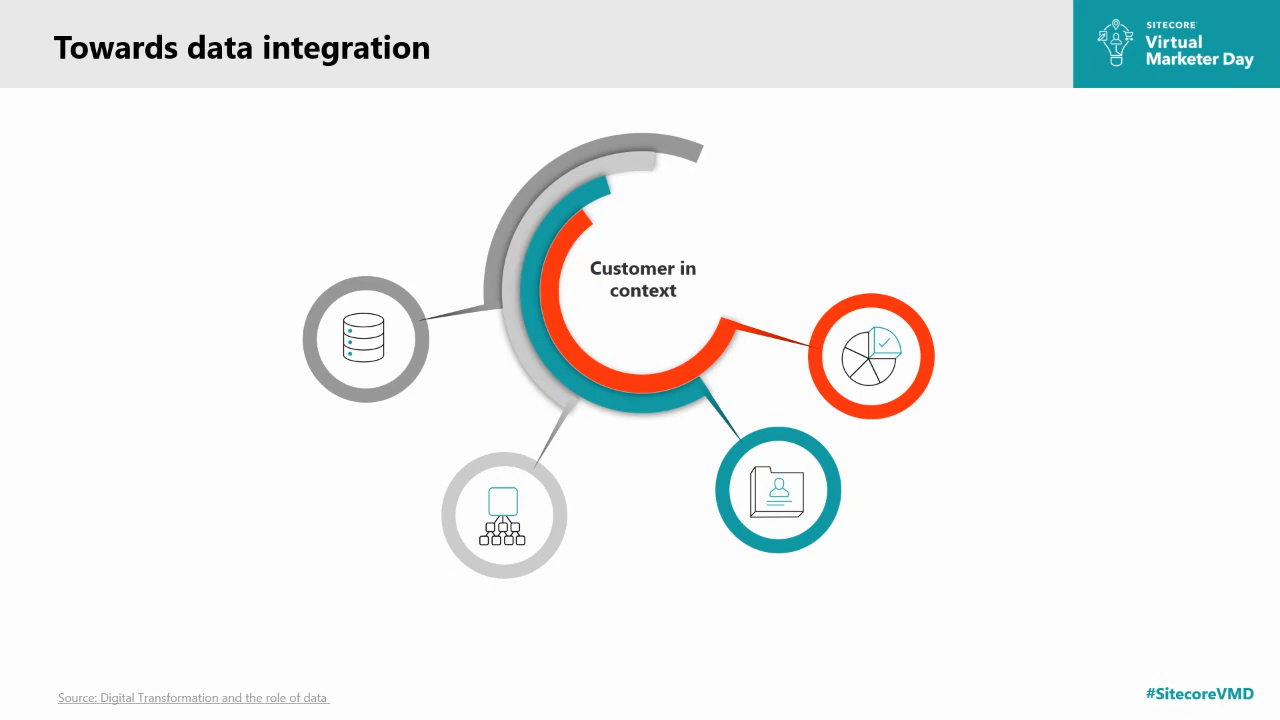 Towards data integration
SITECORE
Virtual
Marketer Day
Customer in
context
Source: Digital Transformation and the role of data
#SitecoreVMD